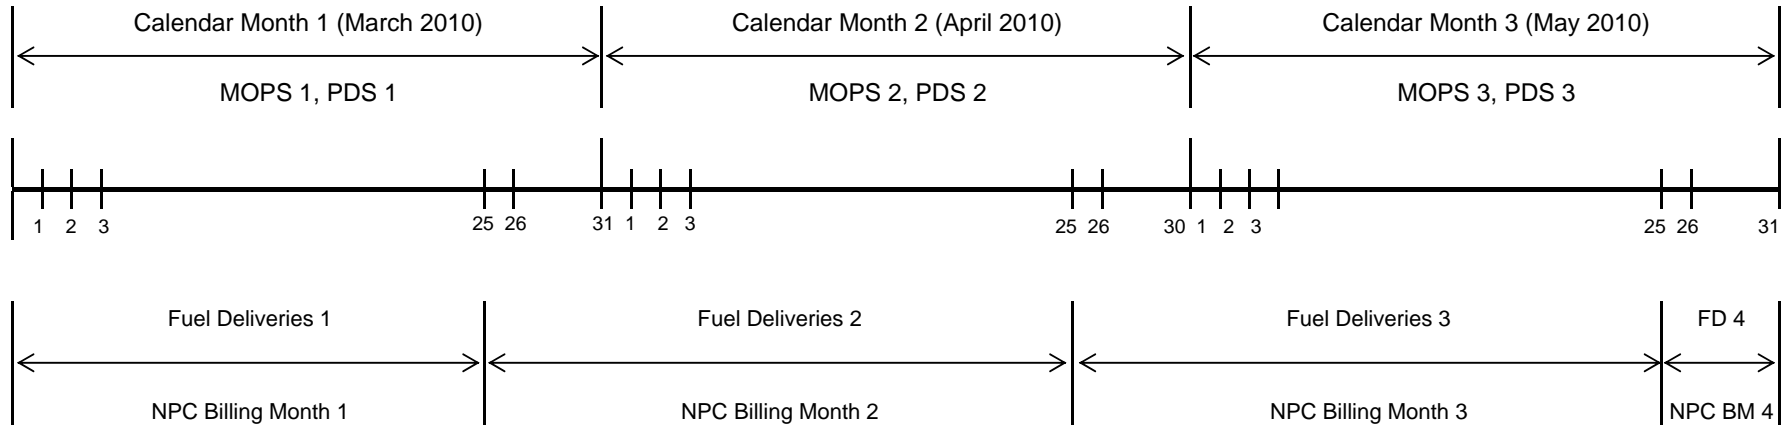 Calendar Month 1 (March 2010) Calendar Month 2 (April 2010) Calendar Month 3 (May 2010)
MOPS 1, PDS 1 MOPS 2, PDS 2 MOPS 3, PDS 3
1 2 3 25 26 31 1 2 3 25 26 30 1 2 3 25 26 31
Fuel Deliveries 1 Fuel Deliveries 2 Fuel Deliveries 3 FD 4
NPC Billing Month 1 NPC Billing Month 2 NPC Billing Month 3 NPC BM 4